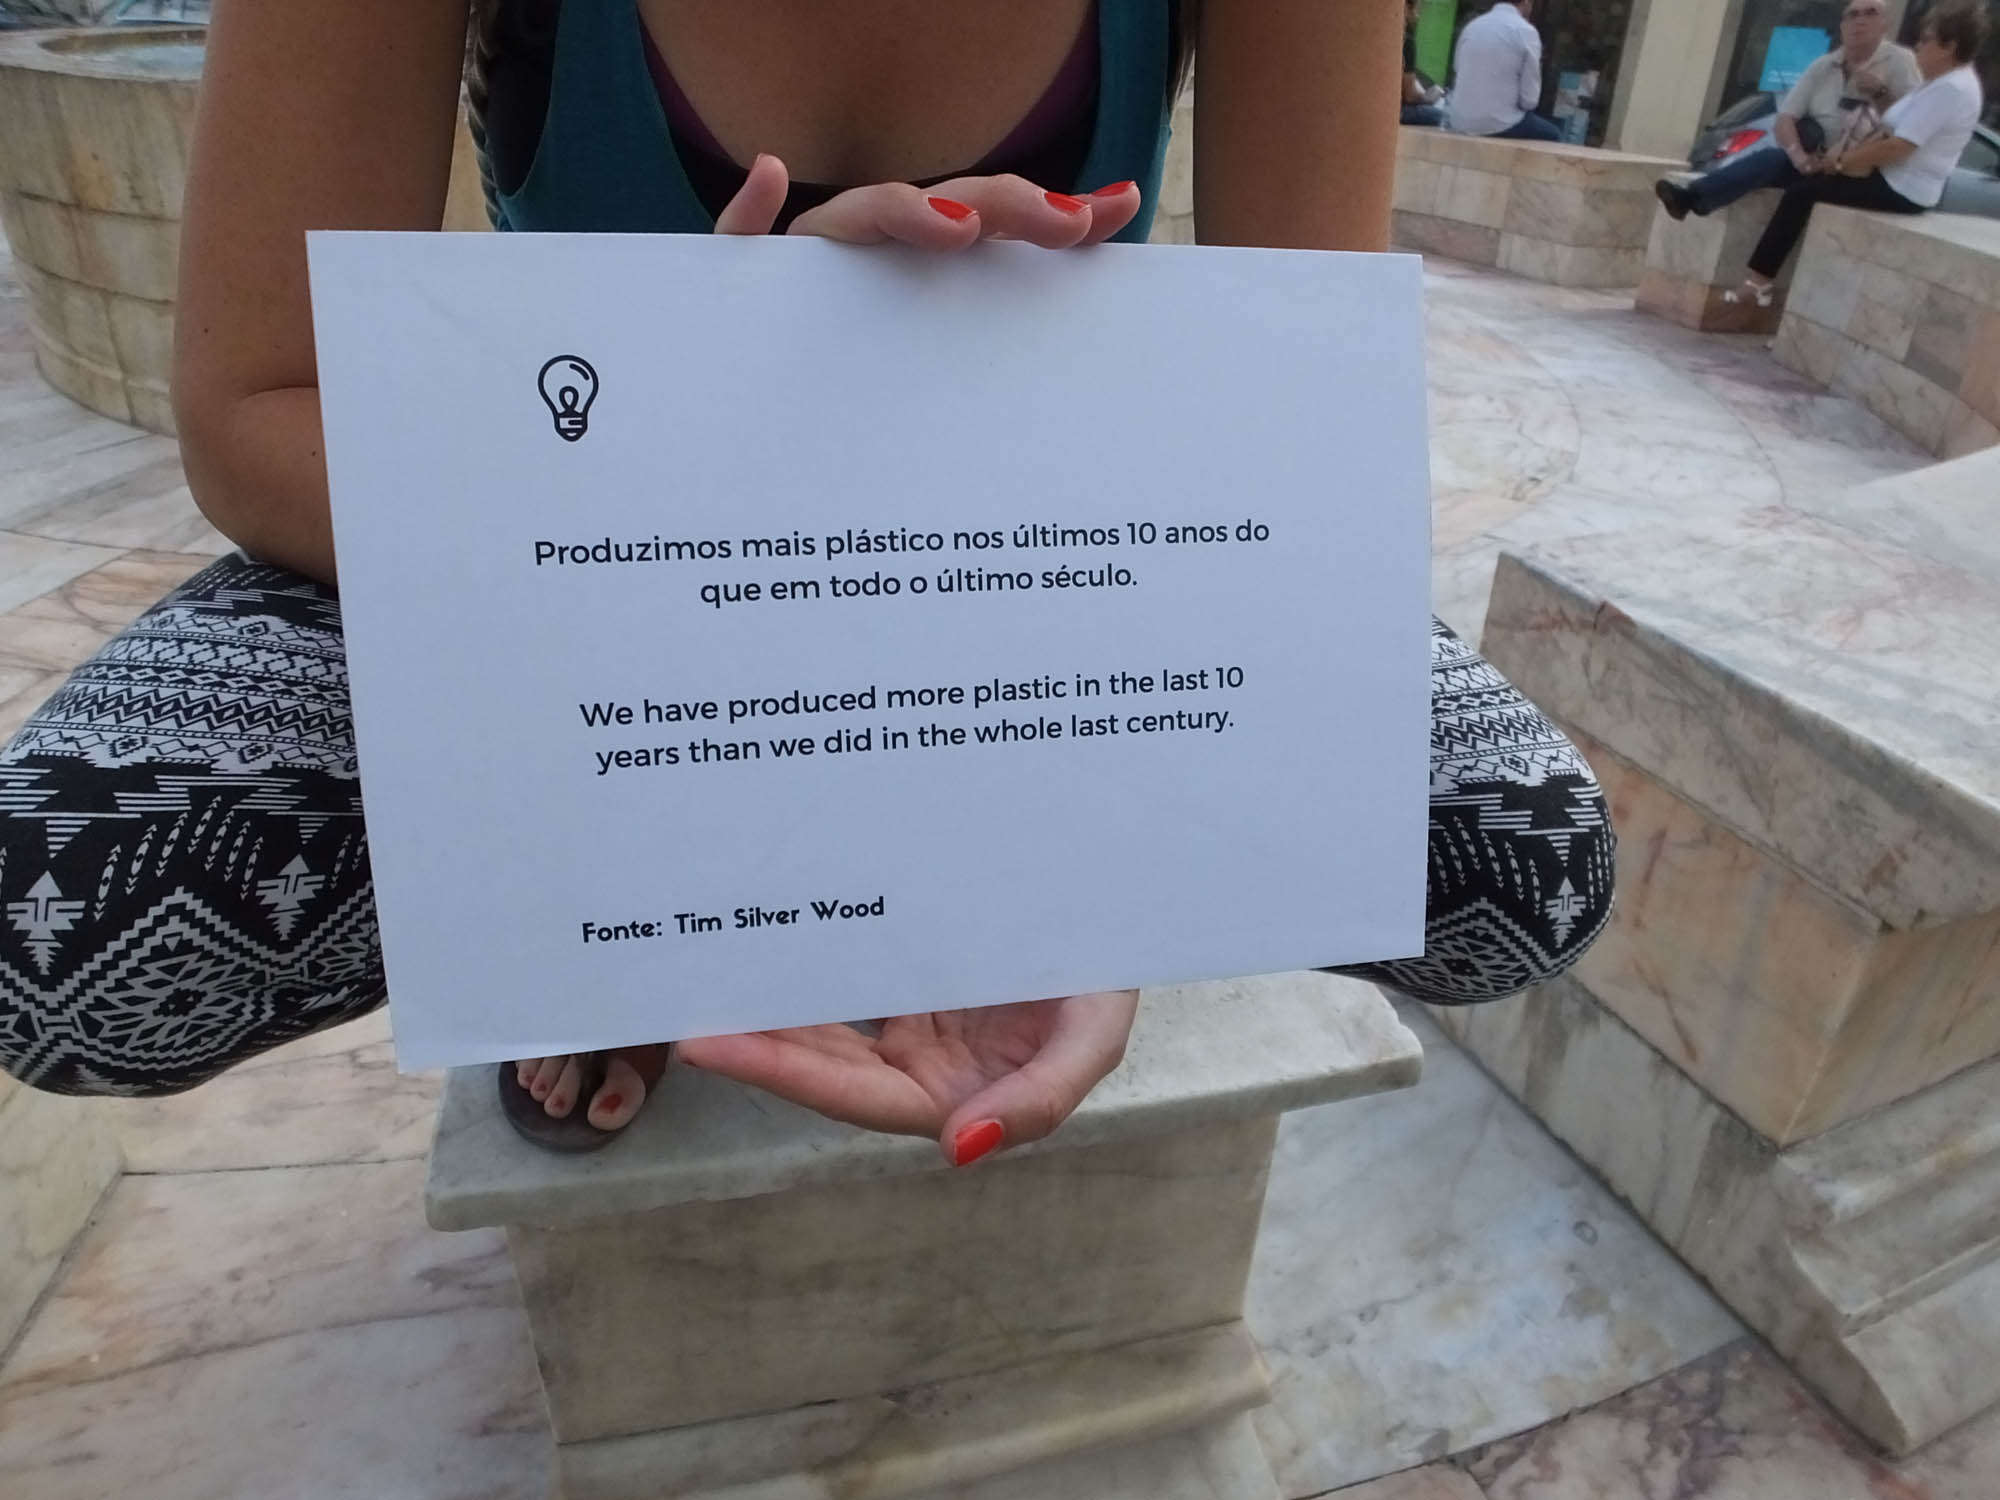 Produzimos mais plástico nos últimos 10 anos do
que em todo o último século.
We have produced more plastic in the last 10
years than we did in the whole last century.
Fonte: Tim Silver Wood